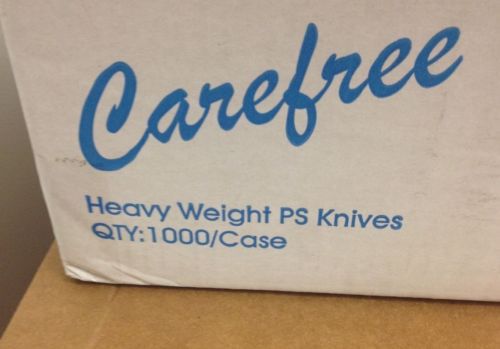 Carefree
Heavy Weight PS Knives
QTY:1000/Case